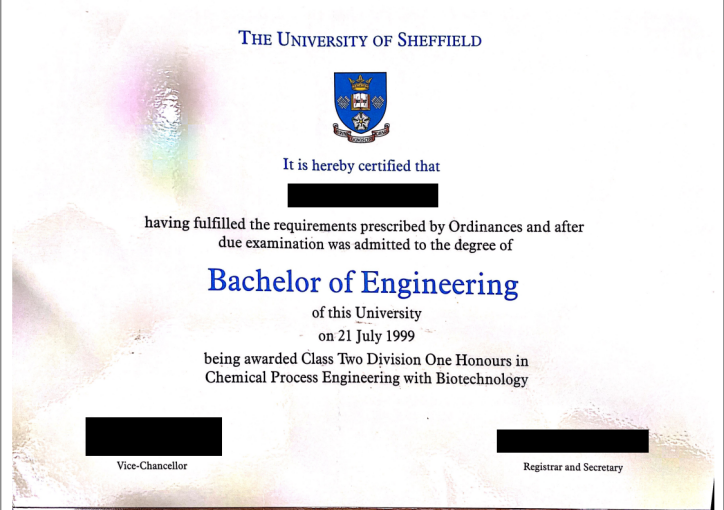 THE UNIVERSITY OF SHEFFIELD
It is hereby certified that
having fulfilled the requirements prescribed by Ordinances and after
due examination was admitted to the degree of
Bachelor of Engineering
of this University
on 21 July 1999
being awarded Class Two Division One Honours in
Chemical Process Engineering with Biotechnology
Vice-Chancellor
Registrar and Secretary